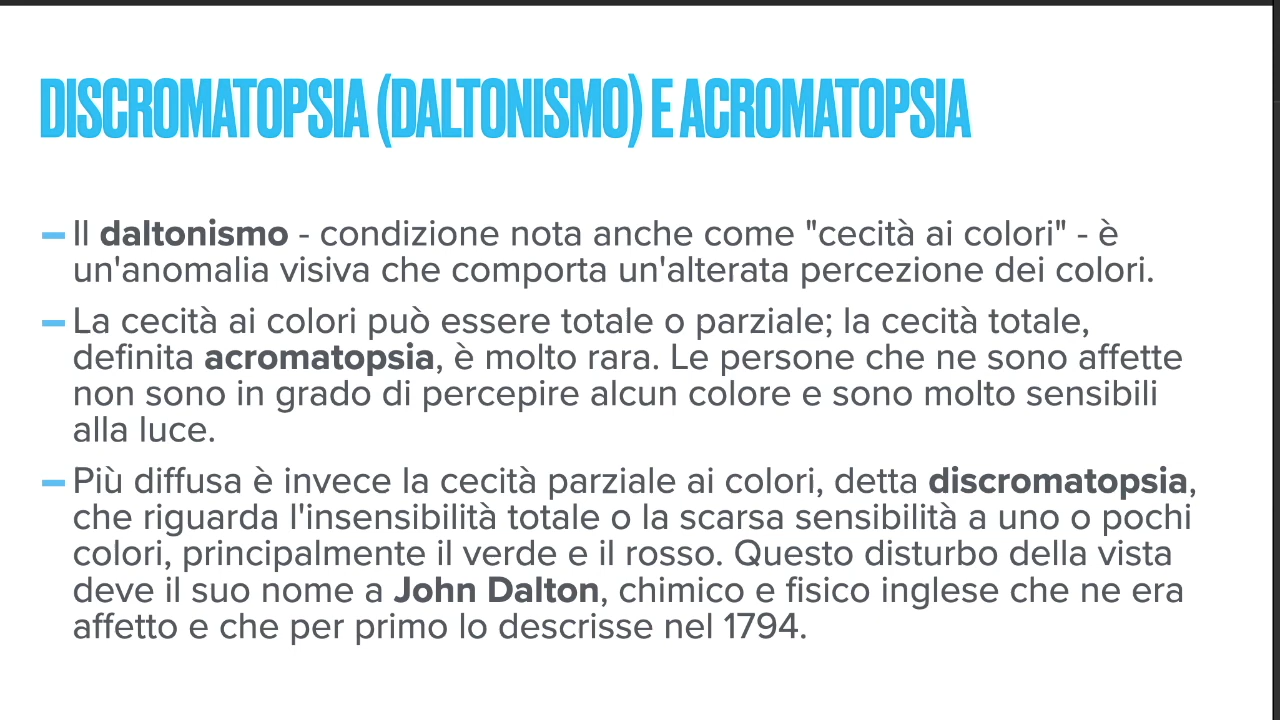 DISCROMATOPSIA (DALTONISMO) E ACROMATOPSIA
Il daltonismo - condizione nota anche come "cecità ai colori" - è
un'anomalia visiva che comporta un'alterata percezione dei colori.
La cecità ai colori può essere totale o parziale; la cecità totale,
definita acromatopsia, è molto rara. Le persone che ne sono affette
non sono in grado di percepire alcun colore e sono molto sensibili
alla luce.
Più diffusa è invece la cecità parziale ai colori, detta discromatopsia,
che riguarda l'insensibilità totale o la scarsa sensibilità a uno o pochi
colori, principalmente il verde e il rosso. Questo disturbo della vista
deve il suo nome a John Dalton, chimico e fisico inglese che ne era
affetto e che per primo lo descrisse nel 1794.